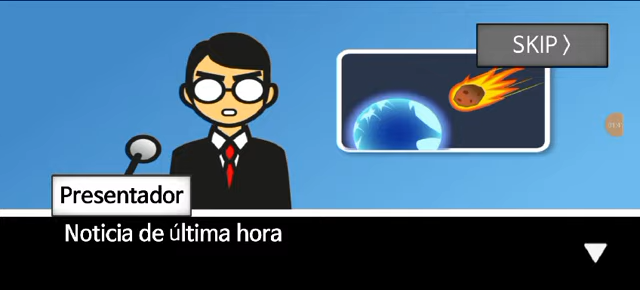 SKIP 〉
Presentador
Noticia de última hora